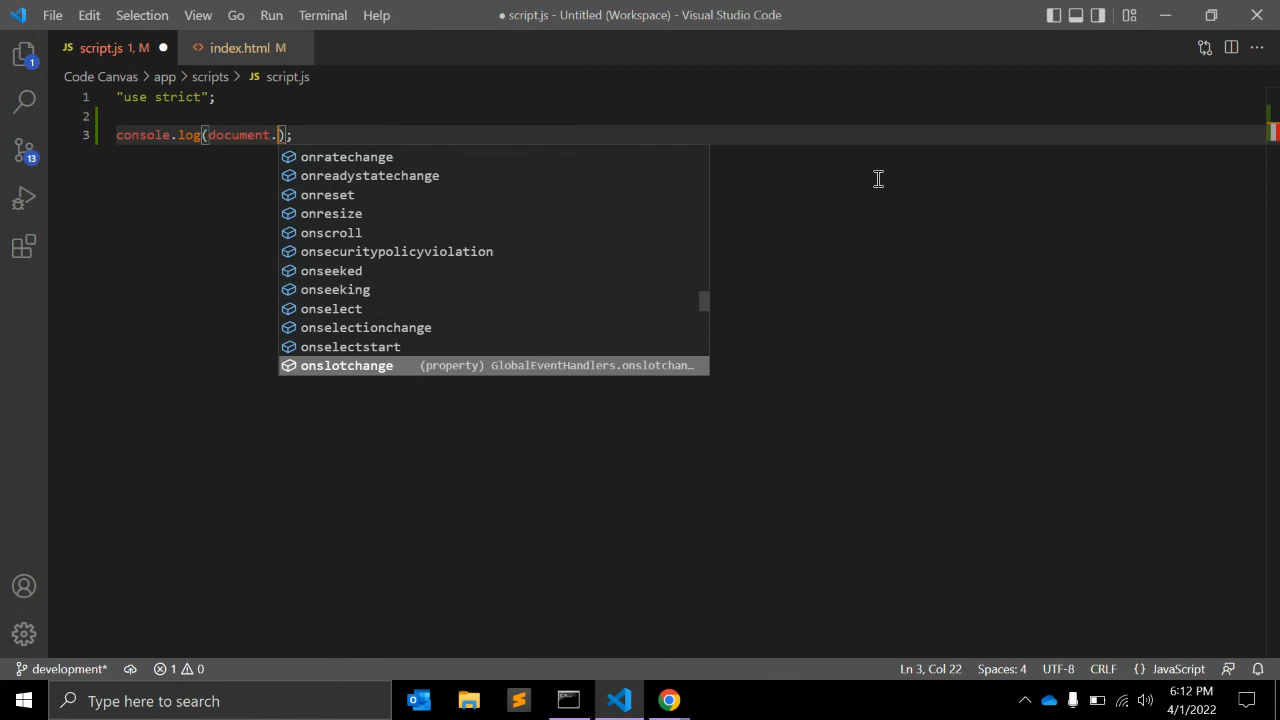 File Edit Selection View Go Run Terminal Help
● script.js - Untitled (Workspace) - Visual Studio Code
JS script.js 1, M ●
<> index.html M
Code Canvas > app > scripts > JS script.js
1 "use strict";
2
3 console.log(document.);
onratechange
onreadystatechange
onreset
onresize
onscroll
onsecuritypolicyviolation
onseeked
onseeking
onselect
onselectionchange
onselectstart
onslotchange (property) GlobalEventHandlers.onslotchan…
1
13
development* 1 0
Ln 3, Col 22 Spaces: 4 UTF-8 CRLF {} JavaScript
Type here to search
6:12 PM
4/1/2022